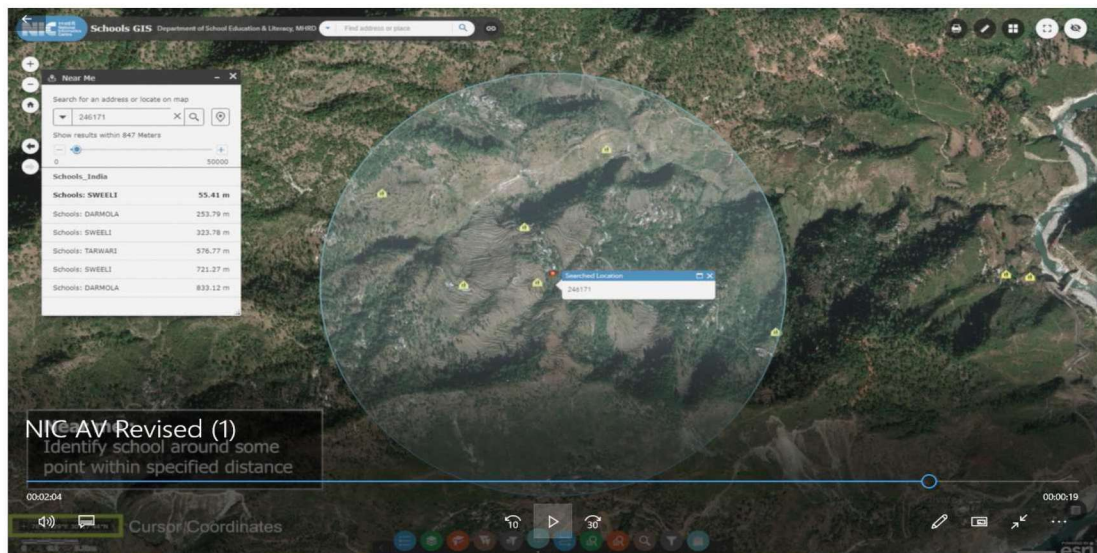 NIC
Schools GIS Department of School Education & Literacy, MHRD
Find address or place
Near Me
Search for an address or locate on map
246171
Show results within 847 Meters
0 50000
Schools_India
Schools: SWEELI 55.41 m
Schools: DARMOLA 253.79 m
Schools: SWEELI 323.78 m
Schools: TARWARI 576.77 m
Schools: SWEELI 721.27 m
Schools: DARMOLA 833.12 m
Searched Location
246171
NIC AV Revised (1)
Identify school around some
point within specified distance
00:02:04 00:00:19
10 30
Cursor Coordinates
esri